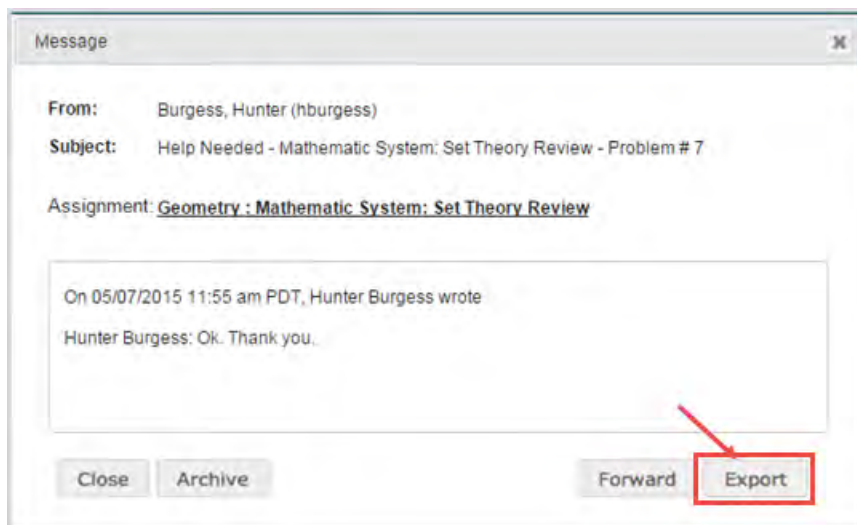 Message
From: Burgess, Hunter (hburgess)
Subject: Help Needed - Mathematic System: Set Theory Review - Problem # 7
Assignment: Geometry : Mathematic System: Set Theory Review
On 05/07/2015 11:55 am PDT, Hunter Burgess wrote
Hunter Burgess: Ok. Thank you.
Close Archive Forward Export